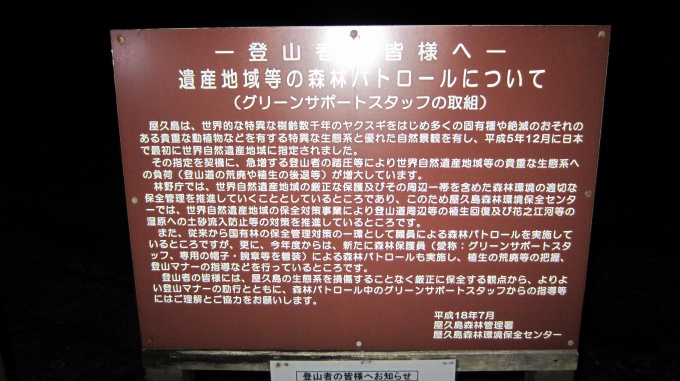 ―登山者の皆様へ―
遺産地域等の森林パトロールについて
(グリーンサポートスタッフの取組)
屋久島は、世界的な特異な樹齢数千年のヤクスギをはじめ多くの固有種や絶滅のおそれの
ある貴重な動植物などを有する特異な生態系と優れた自然景観を有し、平成5年12月に日本
で最初に世界自然遺産地域に指定されました。
その指定を契機に、急増する登山者の踏圧等により世界自然遺産地域等の貴重な生態系へ
の負荷(登山道の荒廃や植生の後退等)が増大しています。
林野庁では、世界自然遺産地域の厳正な保護及びその周辺一帯を含めた森林環境の適切な
保全管理を推進していくこととしているところであり、このため屋久島森林環境保全センタ
ーでは、世界自然遺産地域の保全対策事業により登山道周辺等の植生回復及び花之江河等の
湿原への土砂流入防止等の対策を推進しているところです。
また、従来から国有林の保全管理対策の一環として職員による森林パトロールを実施して
いるところですが、更に、今年度からは、新たに森林保護員(愛称:グリーンサポートスタ
ッフ、専用の帽子・腕章等を着装)による森林パトロールも実施し、植生の荒廃等の把握、
登山マナーの指導などを行っているところです。
登山者の皆様には、屋久島の生態系を損傷することなく厳正に保全する観点から、よりよ
い登山マナーの励行とともに、森林パトロール中のグリーンサポートスタッフからの指導等
にはご理解とご協力をお願いします。
平成18年7月
屋久島森林管理署
屋久島森林環境保全センター
登山者の皆様へお知らせ